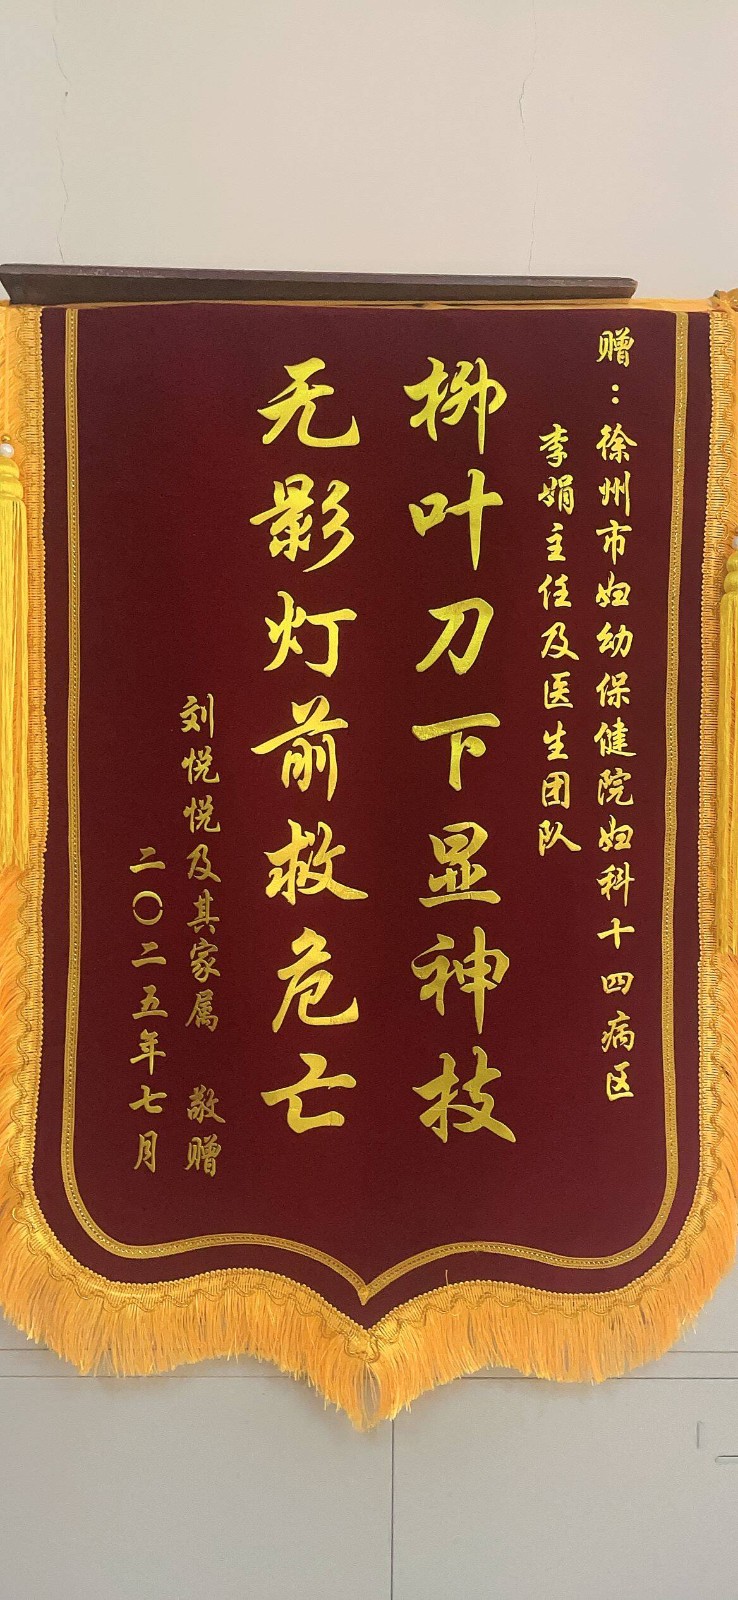 赠：徐州市妇幼保健院妇科十四病区
李娟主任及医生团队
柳叶刀下显神技
无影灯前救危亡
刘悦悦及其家属 敬赠
二〇二五年七月